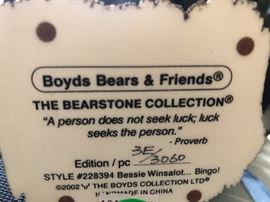 Boyds Bears & Friends®
THE BEARSTONE COLLECTION®
"A person does not seek luck; luck
seeks the person."
- Proverb
Edition / pc 3E/3060
STYLE #228394 Bessie Winsalot... Bingo!
©2002 THE BOYDS COLLECTION LTD®
HANDMADE IN CHINA